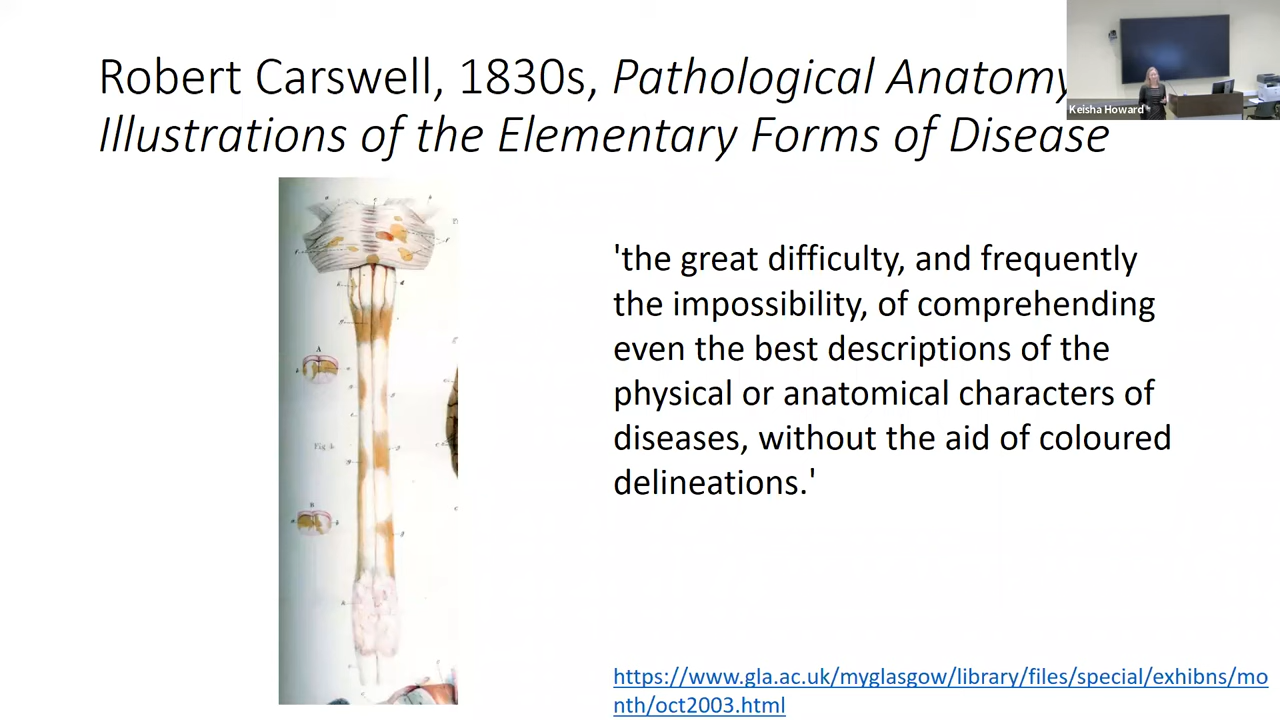 Robert Carswell, 1830s, Pathological Anatomy
Illustrations of the Elementary Forms of Disease
Keisha Howard
'the great difficulty, and frequently
the impossibility, of comprehending
even the best descriptions of the
physical or anatomical characters of
diseases, without the aid of coloured
delineations.'
A
B
https://www.gla.ac.uk/myglasgow/library/files/special/exhibns/mo
nth/oct2003.html